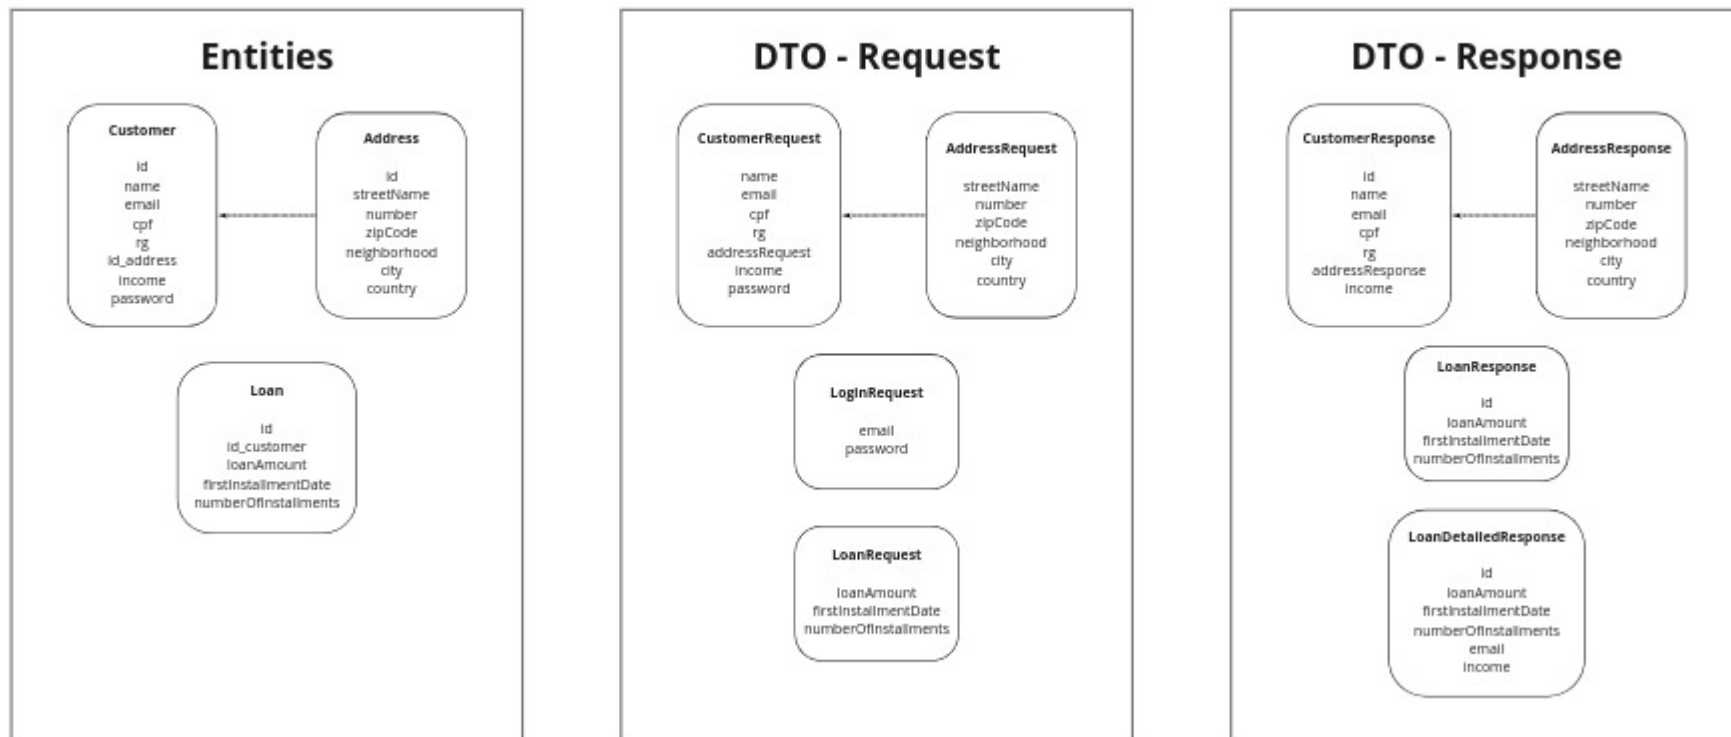 Entities
Customer
id
name
email
cpf
rg
id_address
income
password
Address
id
streetName
number
zipCode
neighborhood
city
country
Loan
id
id_customer
loanAmount
firstInstallmentDate
numberOfInstallments
DTO - Request
CustomerRequest
name
email
cpf
rg
addressRequest
income
password
AddressRequest
streetName
number
zipCode
neighborhood
city
country
LoginRequest
email
password
LoanRequest
loanAmount
firstInstallmentDate
numberOfInstallments
DTO - Response
CustomerResponse
id
name
email
cpf
rg
addressResponse
income
AddressResponse
streetName
number
zipCode
neighborhood
city
country
LoanResponse
id
loanAmount
firstInstallmentDate
numberOfInstallments
LoanDetailedResponse
id
loanAmount
firstInstallmentDate
numberOfInstallments
email
income